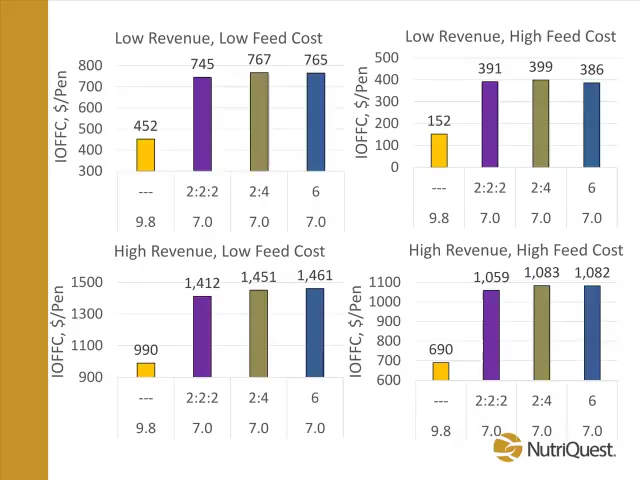 Low Revenue, Low Feed Cost
IOFFC, $/Pen
800
700
600
500
400
300
452
745
767
765
--- 2:2:2 2:4 6
9.8 7.0 7.0 7.0
Low Revenue, High Feed Cost
IOFFC, $/Pen
500
400
300
200
100
0
152
391
399
386
--- 2:2:2 2:4 6
9.8 7.0 7.0 7.0
High Revenue, Low Feed Cost
IOFFC, $/Pen
1500
1300
1100
900
990
1,412
1,451
1,461
--- 2:2:2 2:4 6
9.8 7.0 7.0 7.0
High Revenue, High Feed Cost
IOFFC, $/Pen
1100
1000
900
800
700
600
690
1,059
1,083
1,082
--- 2:2:2 2:4 6
9.8 7.0 7.0 7.0
NutriQuest.